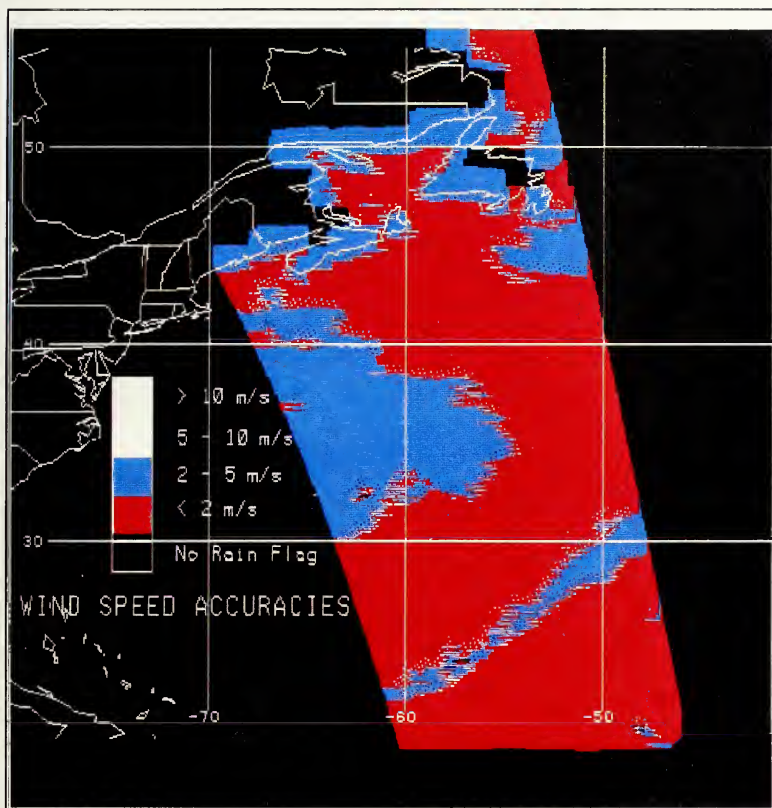 50
40
> 10 m/s
5 - 10 m/s
2 - 5 m/s
< 2 m/s
30
No Rain Flag
WIND SPEED ACCURACIES
-70
-60
-50